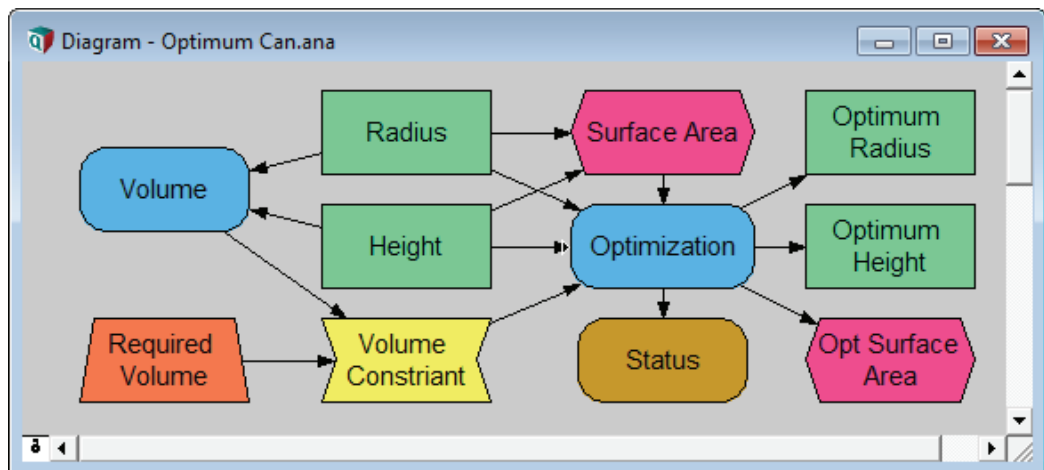 Diagram - Optimum Can.ana
Radius
Surface Area
Optimum
Radius
Volume
Height
Optimization
Optimum
Height
Required
Volume
Volume
Constriant
Status
Opt Surface
Area